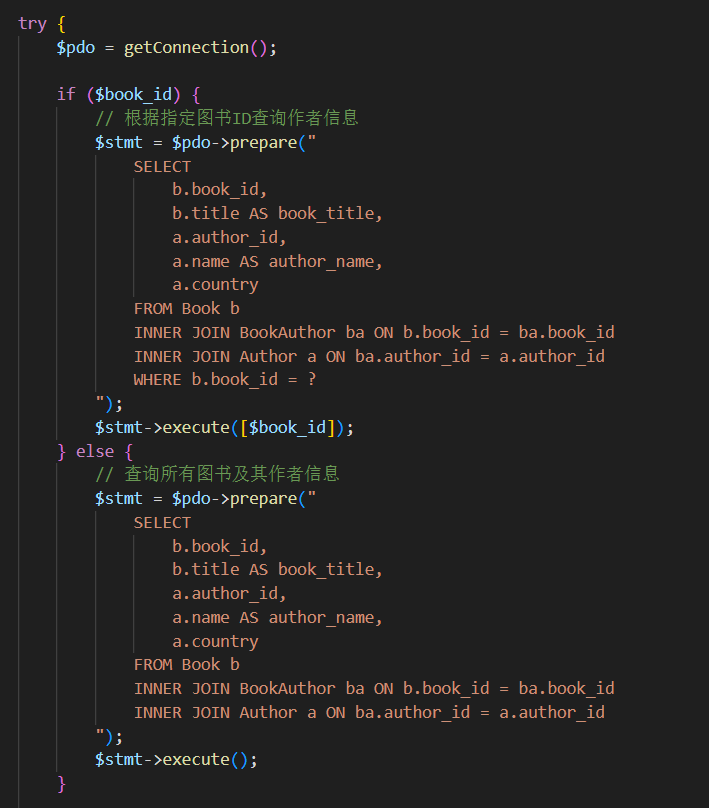 try {
    $pdo = getConnection();

    if ($book_id) {
        // 根据指定图书ID查询作者信息
        $stmt = $pdo->prepare("
            SELECT
                b.book_id,
                b.title AS book_title,
                a.author_id,
                a.name AS author_name,
                a.country
            FROM Book b
            INNER JOIN BookAuthor ba ON b.book_id = ba.book_id
            INNER JOIN Author a ON ba.author_id = a.author_id
            WHERE b.book_id = ?
        ");
        $stmt->execute([$book_id]);
    } else {
        // 查询所有图书及其作者信息
        $stmt = $pdo->prepare("
            SELECT
                b.book_id,
                b.title AS book_title,
                a.author_id,
                a.name AS author_name,
                a.country
            FROM Book b
            INNER JOIN BookAuthor ba ON b.book_id = ba.book_id
            INNER JOIN Author a ON ba.author_id = a.author_id
        ");
        $stmt->execute();
    }